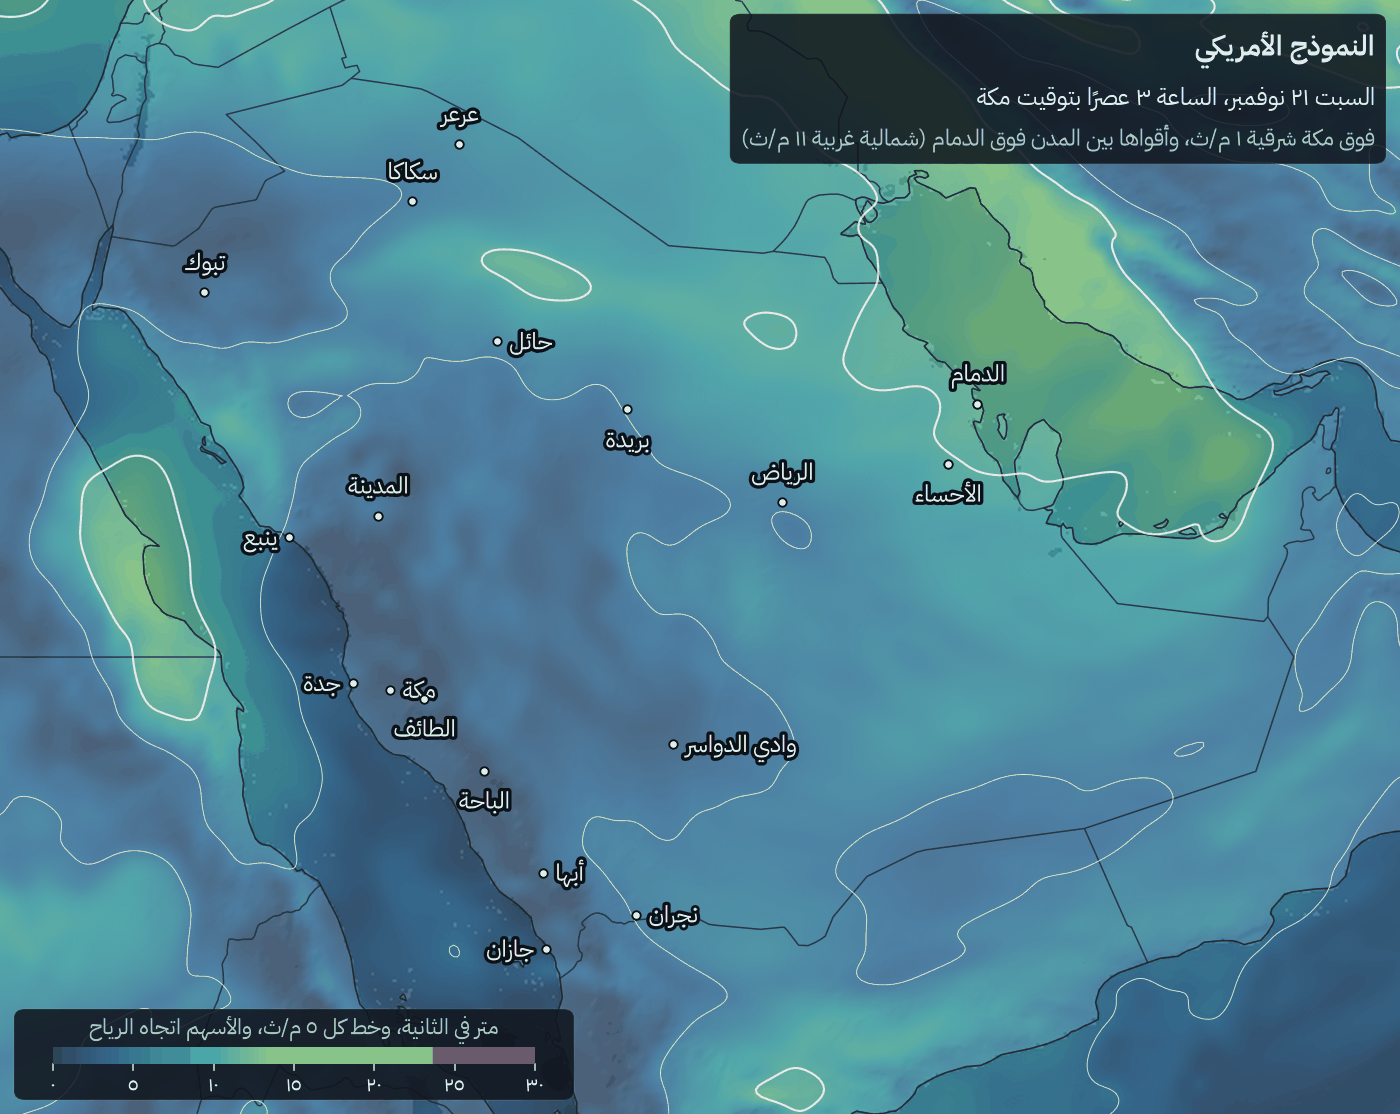 النموذج الأمريكي
السبت ٢١ نوفمبر، الساعة ٣ عصرًا بتوقيت مكة
فوق مكة شرقية ١ م/ث، وأقواها بين المدن فوق الدمام (شمالية غربية ١١ م/ث)
عرعر
سكاكا
تبوك
حائل
الدمام
بريدة
الرياض
المدينة
الأحساء
ينبع
جدة
مكة
الطائف
وادي الدواسر
الباحة
أبها
نجران
جازان
متر في الثانية، وخط كل ٥ م/ث، والأسهم اتجاه الرياح
٠ ٥ ١٠ ١٥ ٢٠ ٢٥ ٣٠